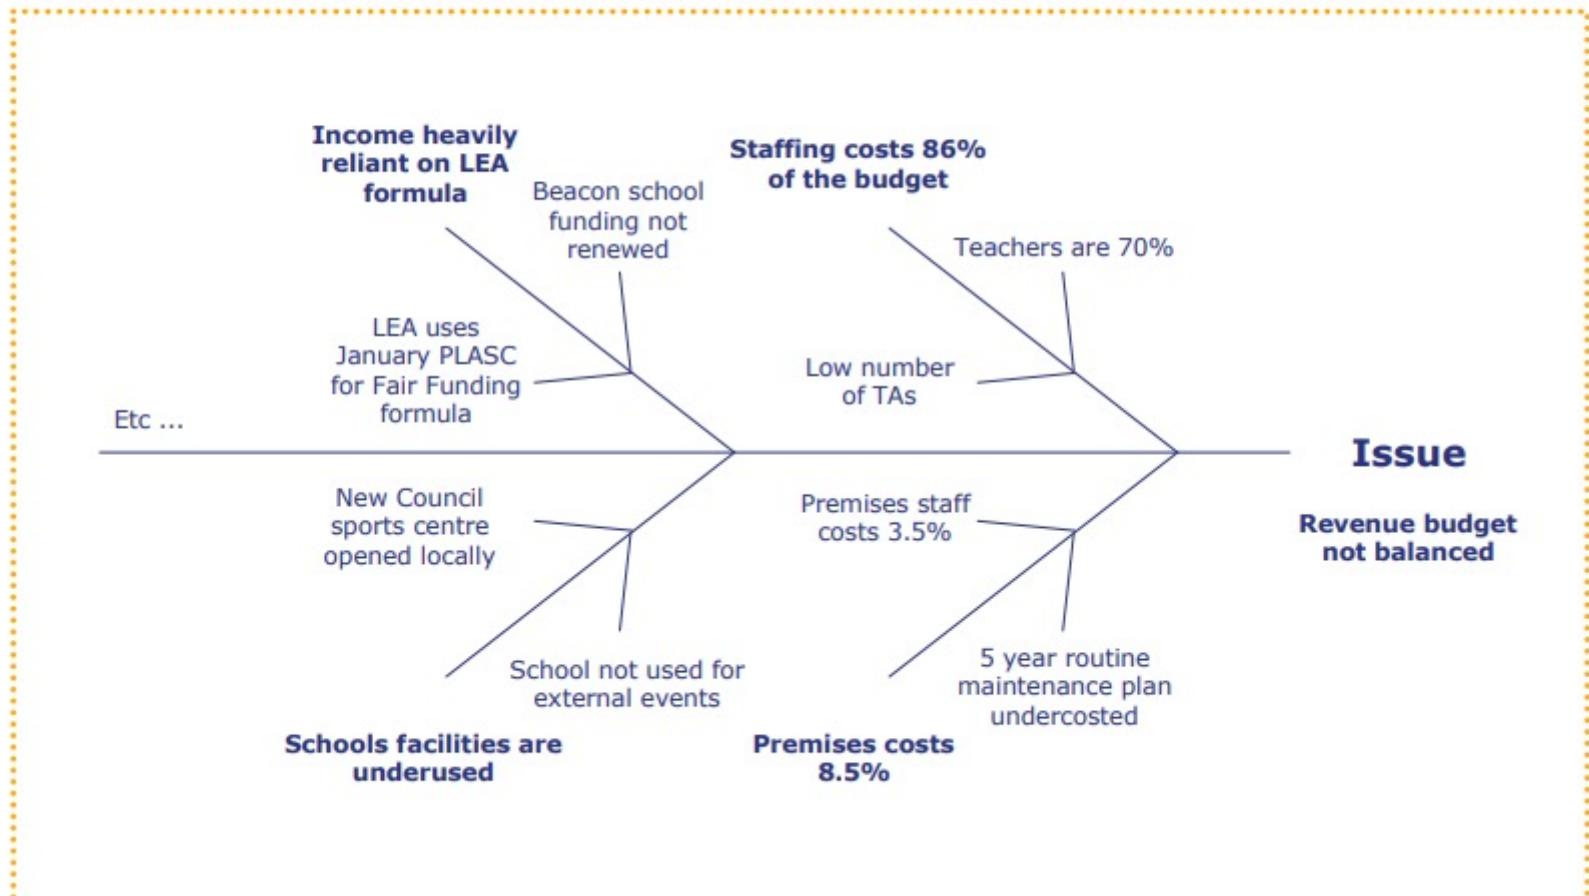 Income heavily
reliant on LEA
formula
Beacon school
funding not
renewed
LEA uses
January PLASC
for Fair Funding
formula
Staffing costs 86%
of the budget
Teachers are 70%
Low number
of TAs
Etc ...
Issue
Revenue budget
not balanced
New Council
sports centre
opened locally
School not used for
external events
Schools facilities are
underused
Premises staff
costs 3.5%
5 year routine
maintenance plan
undercosted
Premises costs
8.5%